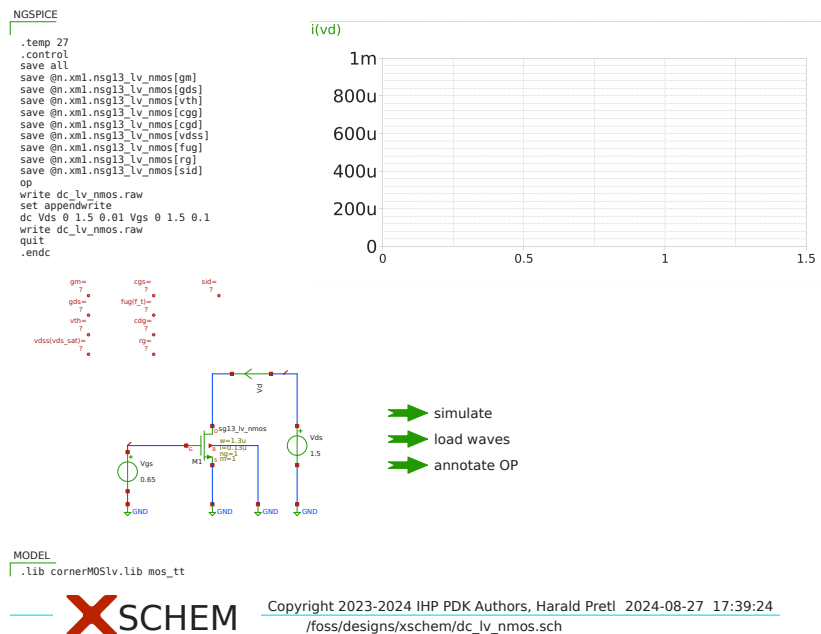 NGSPICE
.temp 27
.control
save all
save @n.xm1.nsg13_lv_nmos[gm]
save @n.xm1.nsg13_lv_nmos[gds]
save @n.xm1.nsg13_lv_nmos[vth]
save @n.xm1.nsg13_lv_nmos[cgg]
save @n.xm1.nsg13_lv_nmos[cgd]
save @n.xm1.nsg13_lv_nmos[vdss]
save @n.xm1.nsg13_lv_nmos[fug]
save @n.xm1.nsg13_lv_nmos[rg]
save @n.xm1.nsg13_lv_nmos[sid]
op
write dc_lv_nmos.raw
set appendwrite
dc Vds 0 1.5 0.01 Vgs 0 1.5 0.1
write dc_lv_nmos.raw
quit
.endc
i(vd)
1m
800u
600u
400u
200u
0
0 0.5 1 1.5
gm= cgs= sid=
? ? ?
gds= fug(f_t)=
? ?
vth= cdg=
? ?
vdss(vds_sat)= rg=
? ?
Vd
sg13_lv_nmos
D
w=1.3u
l=0.13u
ng=1
m=1
G
B
S
M1
Vgs
0.65
Vds
1.5
GND GND GND GND
simulate
load waves
annotate OP
MODEL
.lib cornerMOSlv.lib mos_tt
XSCHEM
Copyright 2023-2024 IHP PDK Authors, Harald Pretl 2024-08-27 17:39:24
/foss/designs/xschem/dc_lv_nmos.sch